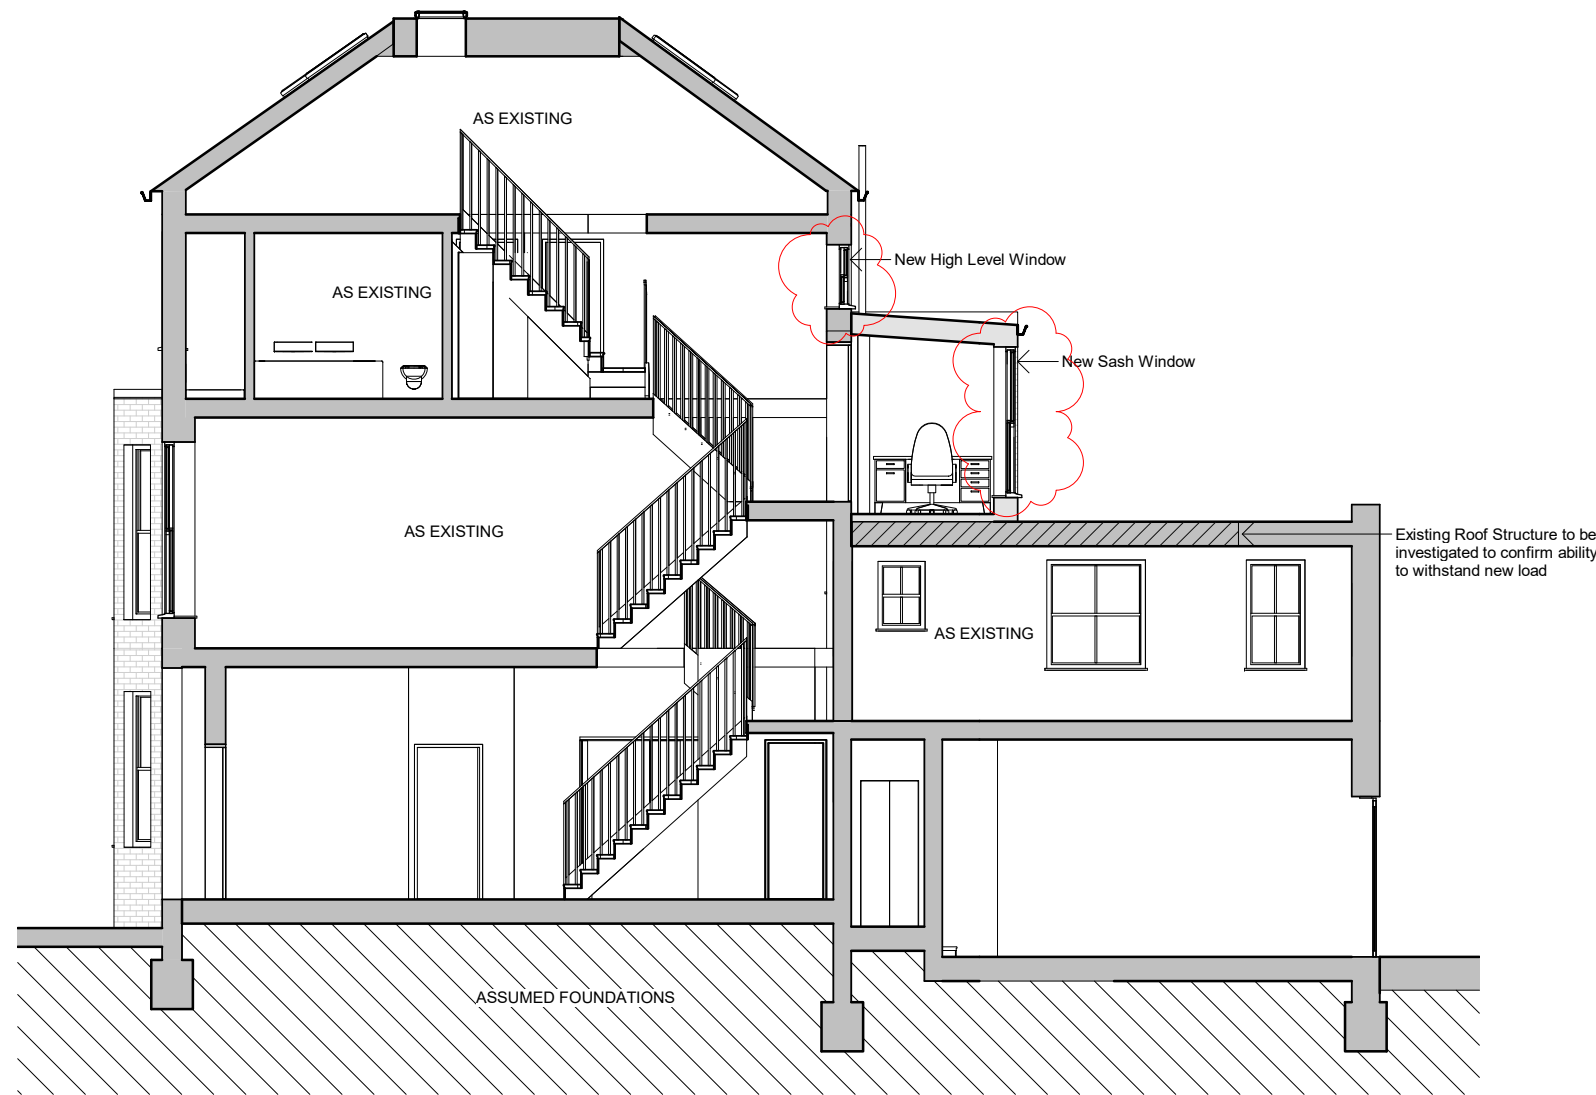 AS EXISTING
New High Level Window
AS EXISTING
New Sash Window
AS EXISTING
Existing Roof Structure to be
investigated to confirm ability
to withstand new load
AS EXISTING
ASSUMED FOUNDATIONS